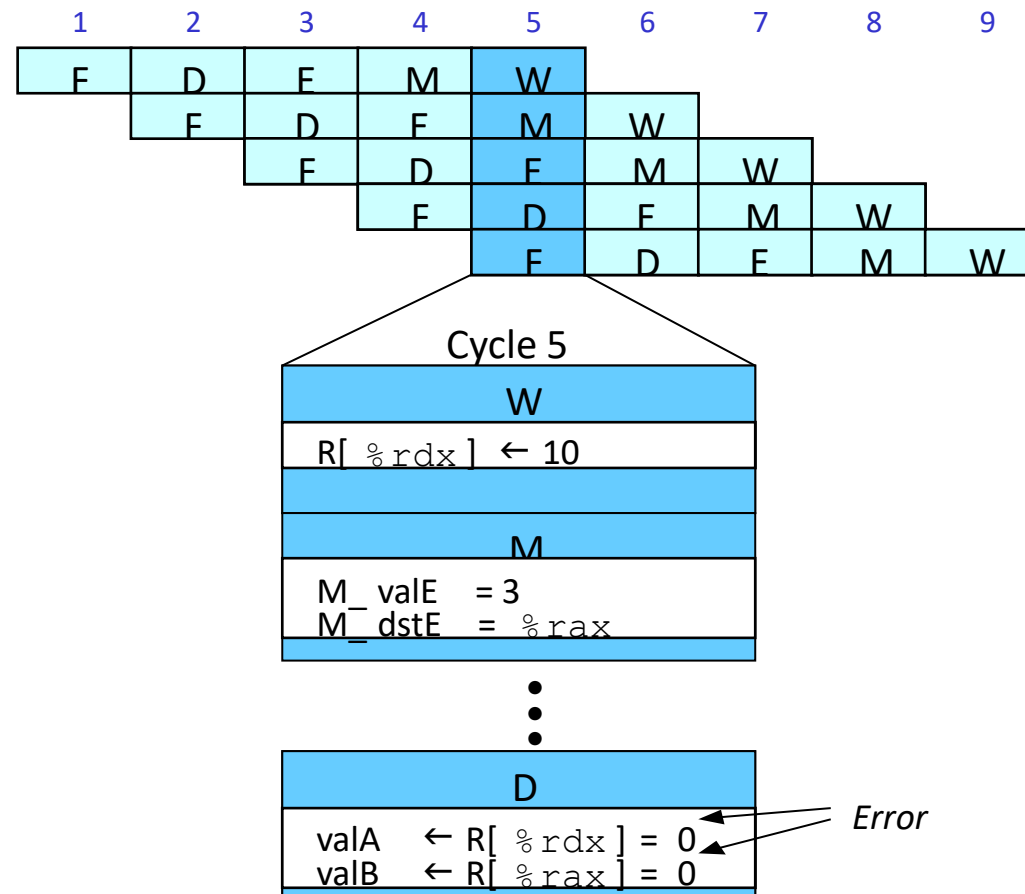 1 2 3 4 5 6 7 8 9
F D E M W
F D E M W
F D E M W
F D E M W
F D E M W
Cycle 5
W
R[ %rdx ] ← 10
M
M_ valE = 3
M_ dstE = %rax
D
Error
valA ← R[ %rdx ] = 0
valB ← R[ %rax ] = 0